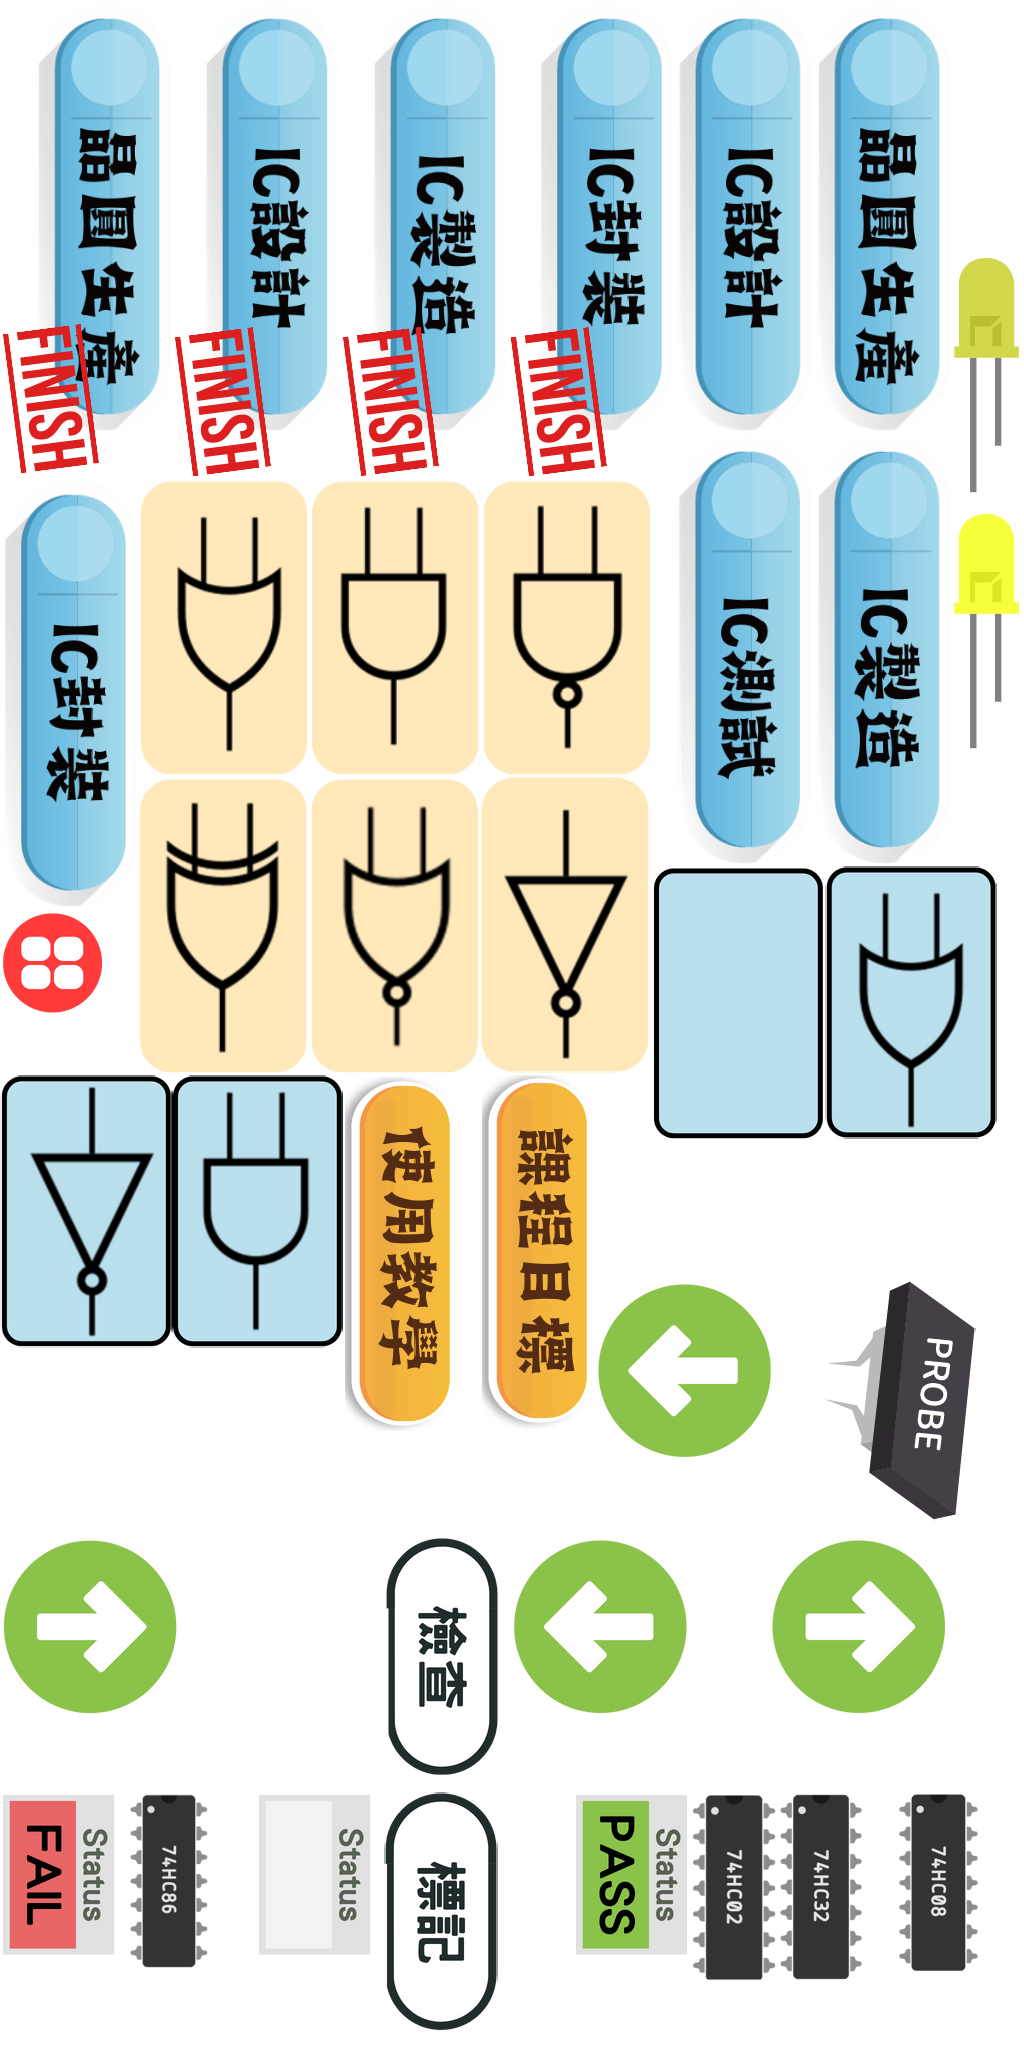 晶圓生產
IC設計
IC製造
IC封裝
IC設計
晶圓生產
FINISH
FINISH
FINISH
FINISH
IC封裝
IC測試
IC製造
使用教學
課程目標
PROBE
檢查
FAIL
Status
74HC86
Status
標記
PASS
Status
74HC02
74HC32
74HC08